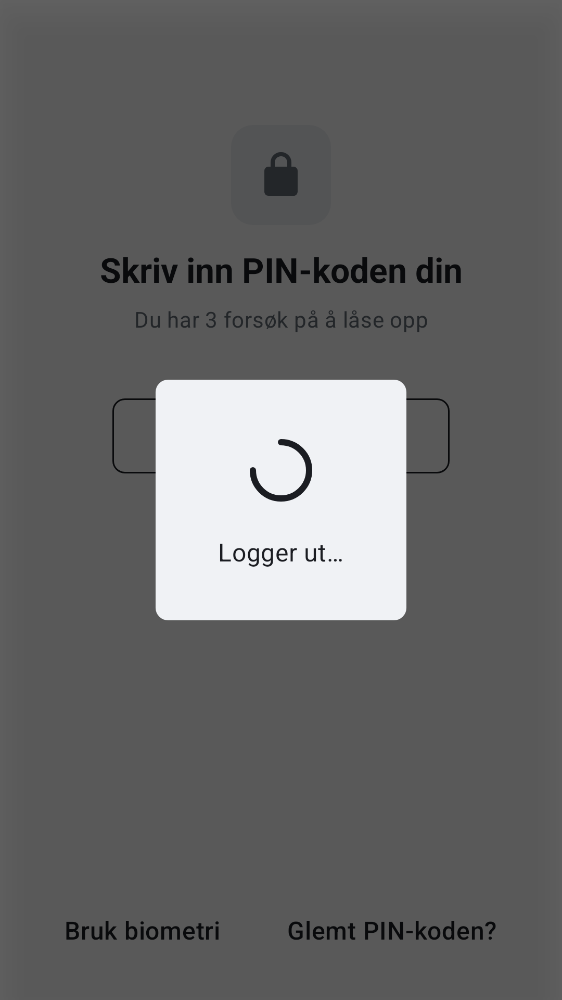 Skriv inn PIN-koden din
Du har 3 forsøk på å låse opp
Logger ut…
Bruk biometri
Glemt PIN-koden?